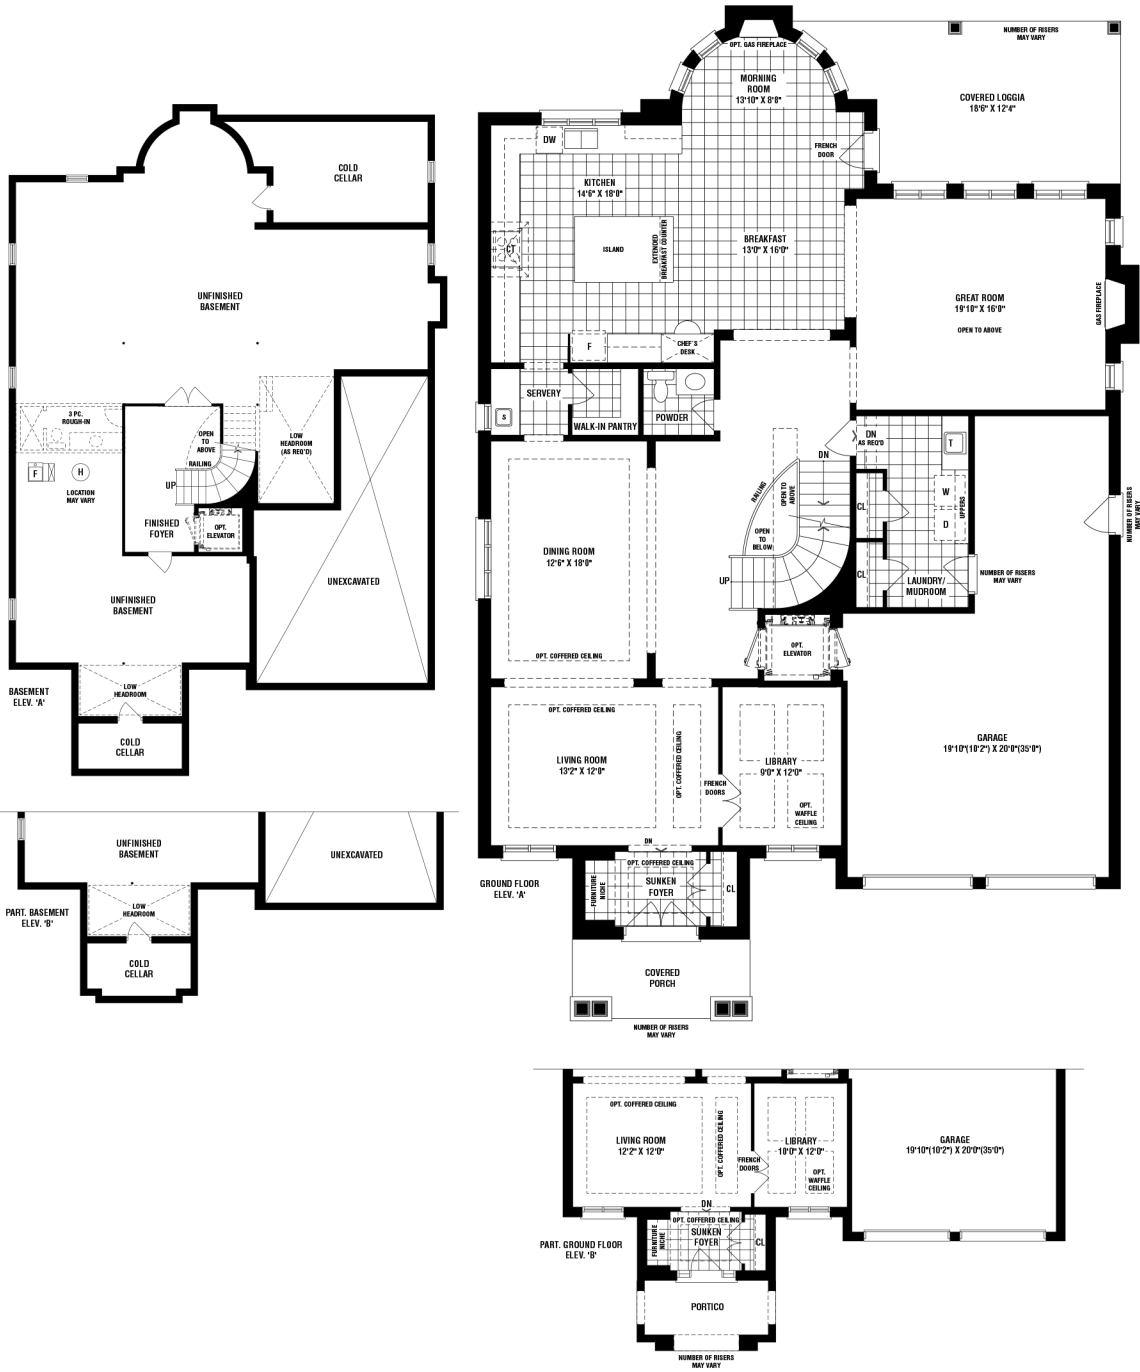 COLD
CELLAR
UNFINISHED
BASEMENT
3 PC.
ROUGH-IN
OPEN
TO
ABOVE
RAILING
UP
LOW
HEADROOM
(AS REQ'D)
F
H
LOCATION
MAY VARY
FINISHED
FOYER
OPT.
ELEVATOR
UNEXCAVATED
UNFINISHED
BASEMENT
LOW
HEADROOM
BASEMENT
ELEV. 'A'
COLD
CELLAR
UNFINISHED
BASEMENT
UNEXCAVATED
LOW
HEADROOM
PART. BASEMENT
ELEV. 'B'
COLD
CELLAR
NUMBER OF RISERS
MAY VARY
OPT. GAS FIREPLACE
MORNING
ROOM
13'10" X 8'8"
COVERED LOGGIA
18'6" X 12'4"
DW
FRENCH
DOOR
KITCHEN
14'6" X 18'0"
CT
ISLAND
EXTENDED
BREAKFAST COUNTER
BREAKFAST
13'0" X 16'0"
GREAT ROOM
19'10" X 16'0"
OPEN TO ABOVE
GAS FIREPLACE
F
CHEF'S
DESK
SERVERY
S
WALK-IN PANTRY
POWDER
DN
AS REQ'D
T
DN
RAILING
OPEN TO
ABOVE
OPEN
TO
BELOW
UP
CL
W
D
UPPERS
CL
LAUNDRY/
MUDROOM
NUMBER OF RISERS
MAY VARY
NUMBER OF RISERS
MAY VARY
DINING ROOM
12'6" X 18'0"
OPT. COFFERED CEILING
OPT.
ELEVATOR
OPT. COFFERED CEILING
LIVING ROOM
13'2" X 12'0"
OPT. COFFERED CEILING
FRENCH
DOORS
LIBRARY
9'0" X 12'0"
OPT.
WAFFLE
CEILING
GARAGE
19'10"(10'2") X 20'0"(35'0")
DN
OPT. COFFERED CEILING
FURNITURE
NICHE
SUNKEN
FOYER
CL
GROUND FLOOR
ELEV. 'A'
COVERED
PORCH
NUMBER OF RISERS
MAY VARY
OPT. COFFERED CEILING
LIVING ROOM
12'2" X 12'0"
OPT. COFFERED CEILING
FRENCH
DOORS
LIBRARY
10'0" X 12'0"
OPT.
WAFFLE
CEILING
GARAGE
19'10"(10'2") X 20'0"(35'0")
DN
OPT. COFFERED CEILING
FURNITURE
NICHE
SUNKEN
FOYER
CL
PART. GROUND FLOOR
ELEV. 'B'
PORTICO
NUMBER OF RISERS
MAY VARY